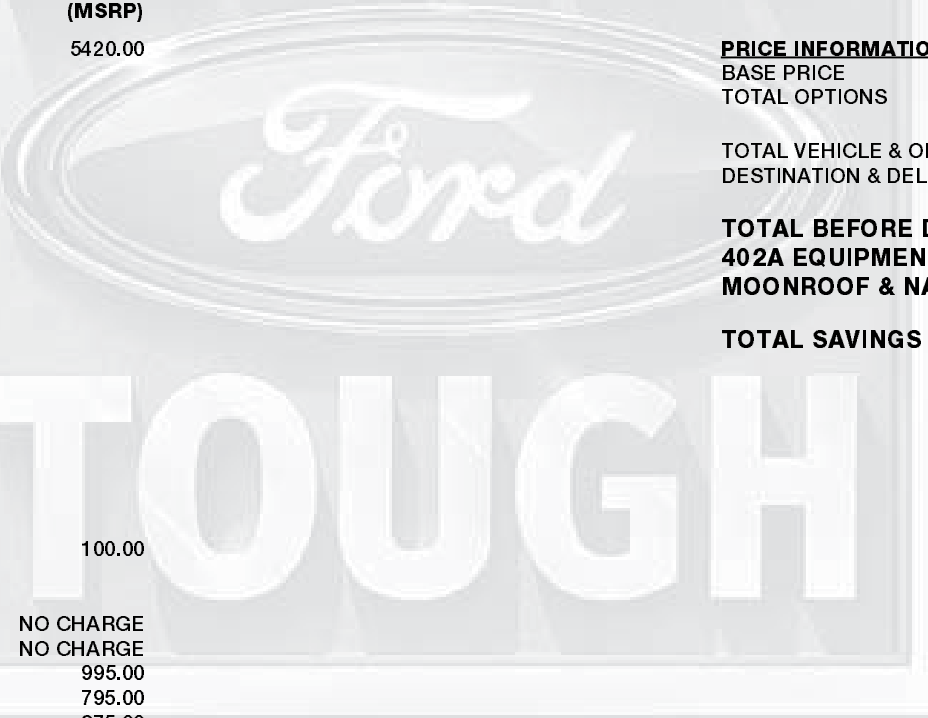 (MSRP)
5420.00
PRICE INFORMATIO
BASE PRICE
TOTAL OPTIONS
TOTAL VEHICLE & O
DESTINATION & DEL
TOTAL BEFORE D
402A EQUIPMEN
MOONROOF & NA
TOTAL SAVINGS
Ford
TOUGH
100.00
NO CHARGE
NO CHARGE
995.00
795.00